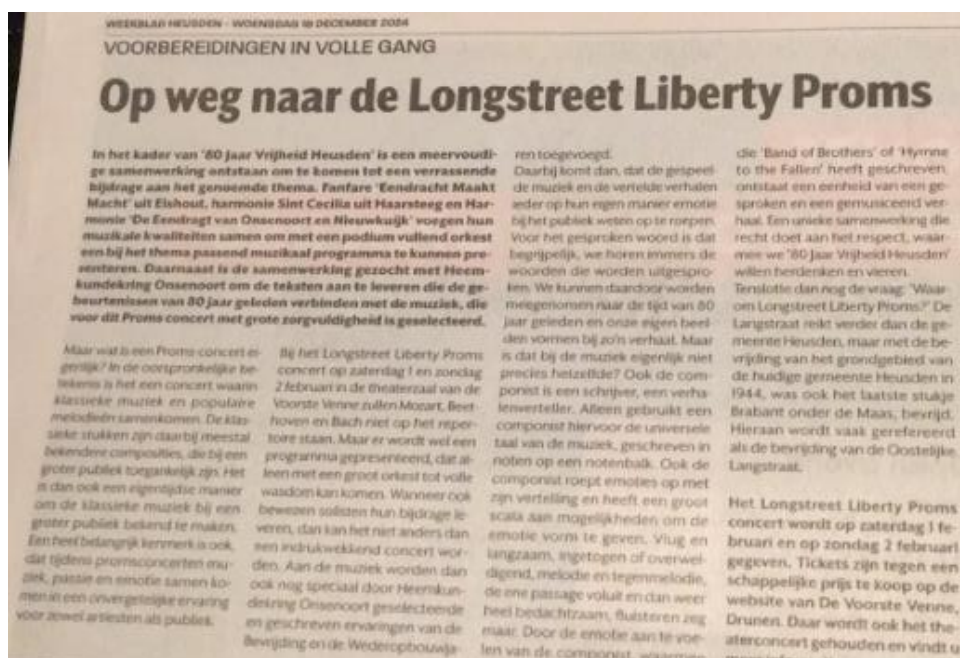 WEEKBLAD HEUSDEN - WOENSDAG 18 DECEMBER 2024
VOORBEREIDINGEN IN VOLLE GANG
Op weg naar de Longstreet Liberty Proms
In het kader van '80 jaar Vrijheid Heusden' is een meervoudi-
ge samenwerking ontstaan om te komen tot een verrassende
bijdrage aan het genoemde thema. Fanfare 'Eendracht Maakt
Macht' uit Elshout, harmonie Sint Cecilia uit Haarsteeg en Har-
monie 'De Eendragt van Onsenoort en Nieuwkuijk' voegen hun
muzikale kwaliteiten samen om met een podium vullend orkest
een bij het thema passend muzikaal programma te kunnen pre-
senteren. Daarnaast is de samenwerking gezocht met Heem-
kundekring Onsenoort om de teksten aan te leveren die de ge-
beurtenissen van 80 jaar geleden verbinden met de muziek, die
voor dit Proms concert met grote zorgvuldigheid is geselecteerd.
Maar wat is een Proms-concert ei-
genlijk? In de oorspronkelijke be-
tekenis is het een concert waarin
klassieke muziek en populaire
melodieën samenkomen. De klas-
sieke stukken zijn daarbij meestal
bekendere composities, die bij een
groter publiek toegankelijk zijn. Het
is dan ook een eigentijdse manier
om de klassieke muziek bij een
groter publiek bekend te maken.
Een heel belangrijk kenmerk is ook,
dat tijdens promsconcerten mu-
ziek, passie en emotie samen ko-
men in een onvergetelijke ervaring
voor zowel artiesten als publiek.
Bij het Longstreet Liberty Proms
concert op zaterdag 1 en zondag
2 februari in de theaterzaal van de
Voorste Venne zullen Mozart, Beet-
hoven en Bach niet op het reper-
toire staan. Maar er wordt wel een
programma gepresenteerd, dat al-
leen met een groot orkest tot volle
wasdom kan komen. Wanneer ook
bewezen solisten hun bijdrage le-
veren, dan kan het niet anders dan
een indrukwekkend concert wor-
den. Aan de muziek worden dan
ook nog speciaal door Heemkun-
dekring Onsenoort geselecteerde
en geschreven ervaringen van de
Bevrijding en de Wederopbouwja-
ren toegevoegd.
Daarbij komt dan, dat de gespeel-
de muziek en de vertelde verhalen
ieder op hun eigen manier emotie
bij het publiek weten op te roepen.
Voor het gesproken woord is dat
begrijpelijk, we horen immers de
woorden die worden uitgespro-
ken. We kunnen daardoor worden
meegenomen naar de tijd van 80
jaar geleden en onze eigen beel-
den vormen bij zo'n verhaal. Maar
is dat bij de muziek eigenlijk niet
precies hetzelfde? Ook de com-
ponist is een schrijver, een verha-
lenverteller. Alleen gebruikt een
componist hiervoor de universele
taal van de muziek, geschreven in
noten op een notenbalk. Ook de
componist roept emoties op met
zijn vertelling en heeft een groot
scala aan mogelijkheden om de
emotie vorm te geven. Vlug en
langzaam, ingetogen of overwel-
digend, melodie en tegenmelodie,
de ene passage voluit en dan weer
heel bedachtzaam, fluisteren zeg
maar. Door de emotie aan te voe-
len van de componist, waarmee
die 'Band of Brothers' of 'Hymne
to the Fallen' heeft geschreven,
ontstaat een eenheid van een ge-
sproken en een gemusiceerd ver-
haal. Een unieke samenwerking die
recht doet aan het respect, waar-
mee we '80 jaar Vrijheid Heusden'
willen herdenken en vieren.
Tenslotte dan nog de vraag: 'Waar-
om Longstreet Liberty Proms?' De
Langstraat reikt verder dan de ge-
meente Heusden, maar met de be-
vrijding van het grondgebied van
de huidige gemeente Heusden in
1944, was ook het laatste stukje
Brabant onder de Maas, bevrijd.
Hieraan wordt vaak gerefereerd
als de bevrijding van de Oostelijke
Langstraat.
Het Longstreet Liberty Proms
concert wordt op zaterdag 1 fe-
bruari en op zondag 2 februari
gegeven. Tickets zijn tegen een
schappelijke prijs te koop op de
website van De Voorste Venne,
Drunen. Daar wordt ook het the-
aterconcert gehouden en vindt u